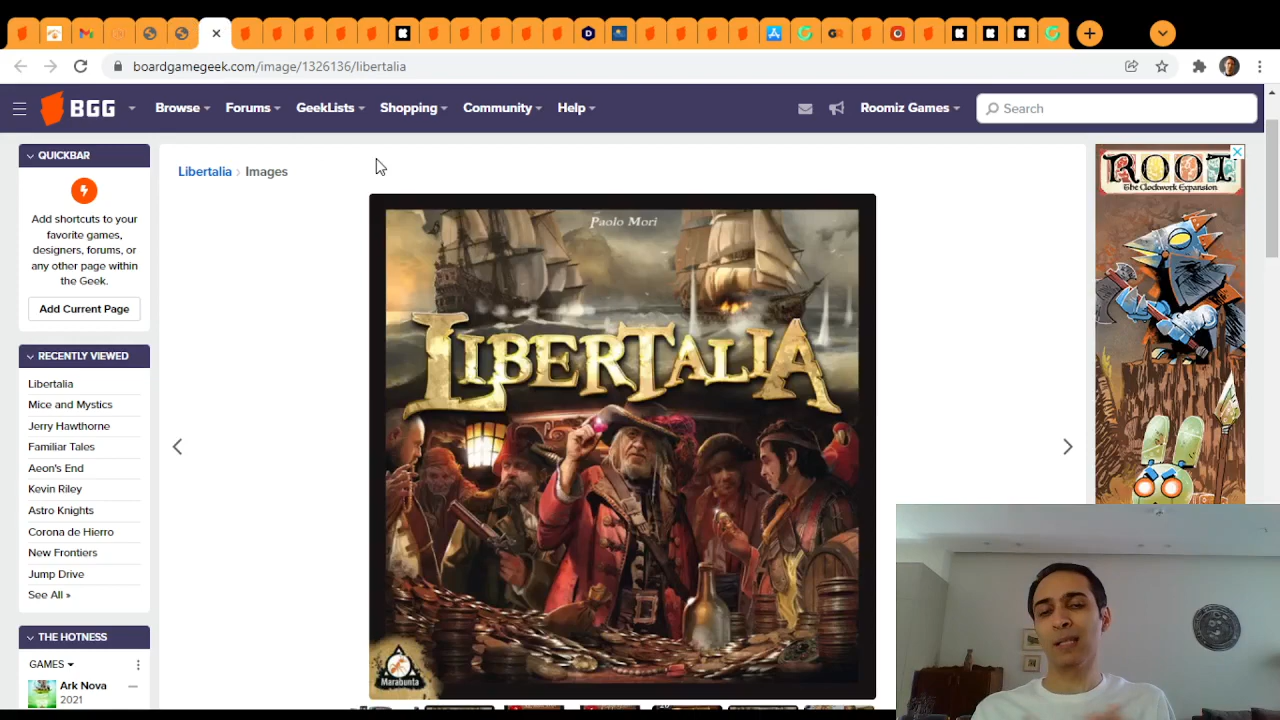 boardgamegeek.com/image/1326136/libertalia
BGG
Browse
Forums
GeekLists
Shopping
Community
Help
Roomiz Games
Search
QUICKBAR
Add shortcuts to your
favorite games,
designers, forums, or
any other page within
the Geek.
Add Current Page
RECENTLY VIEWED
Libertalia
Mice and Mystics
Jerry Hawthorne
Familiar Tales
Aeon's End
Kevin Riley
Astro Knights
Corona de Hierro
New Frontiers
Jump Drive
See All »
THE HOTNESS
GAMES
Ark Nova
2021
Libertalia › Images
Paolo Mori
LIBERTALIA
Marabunta
ROOT
The Clockwork Expansion